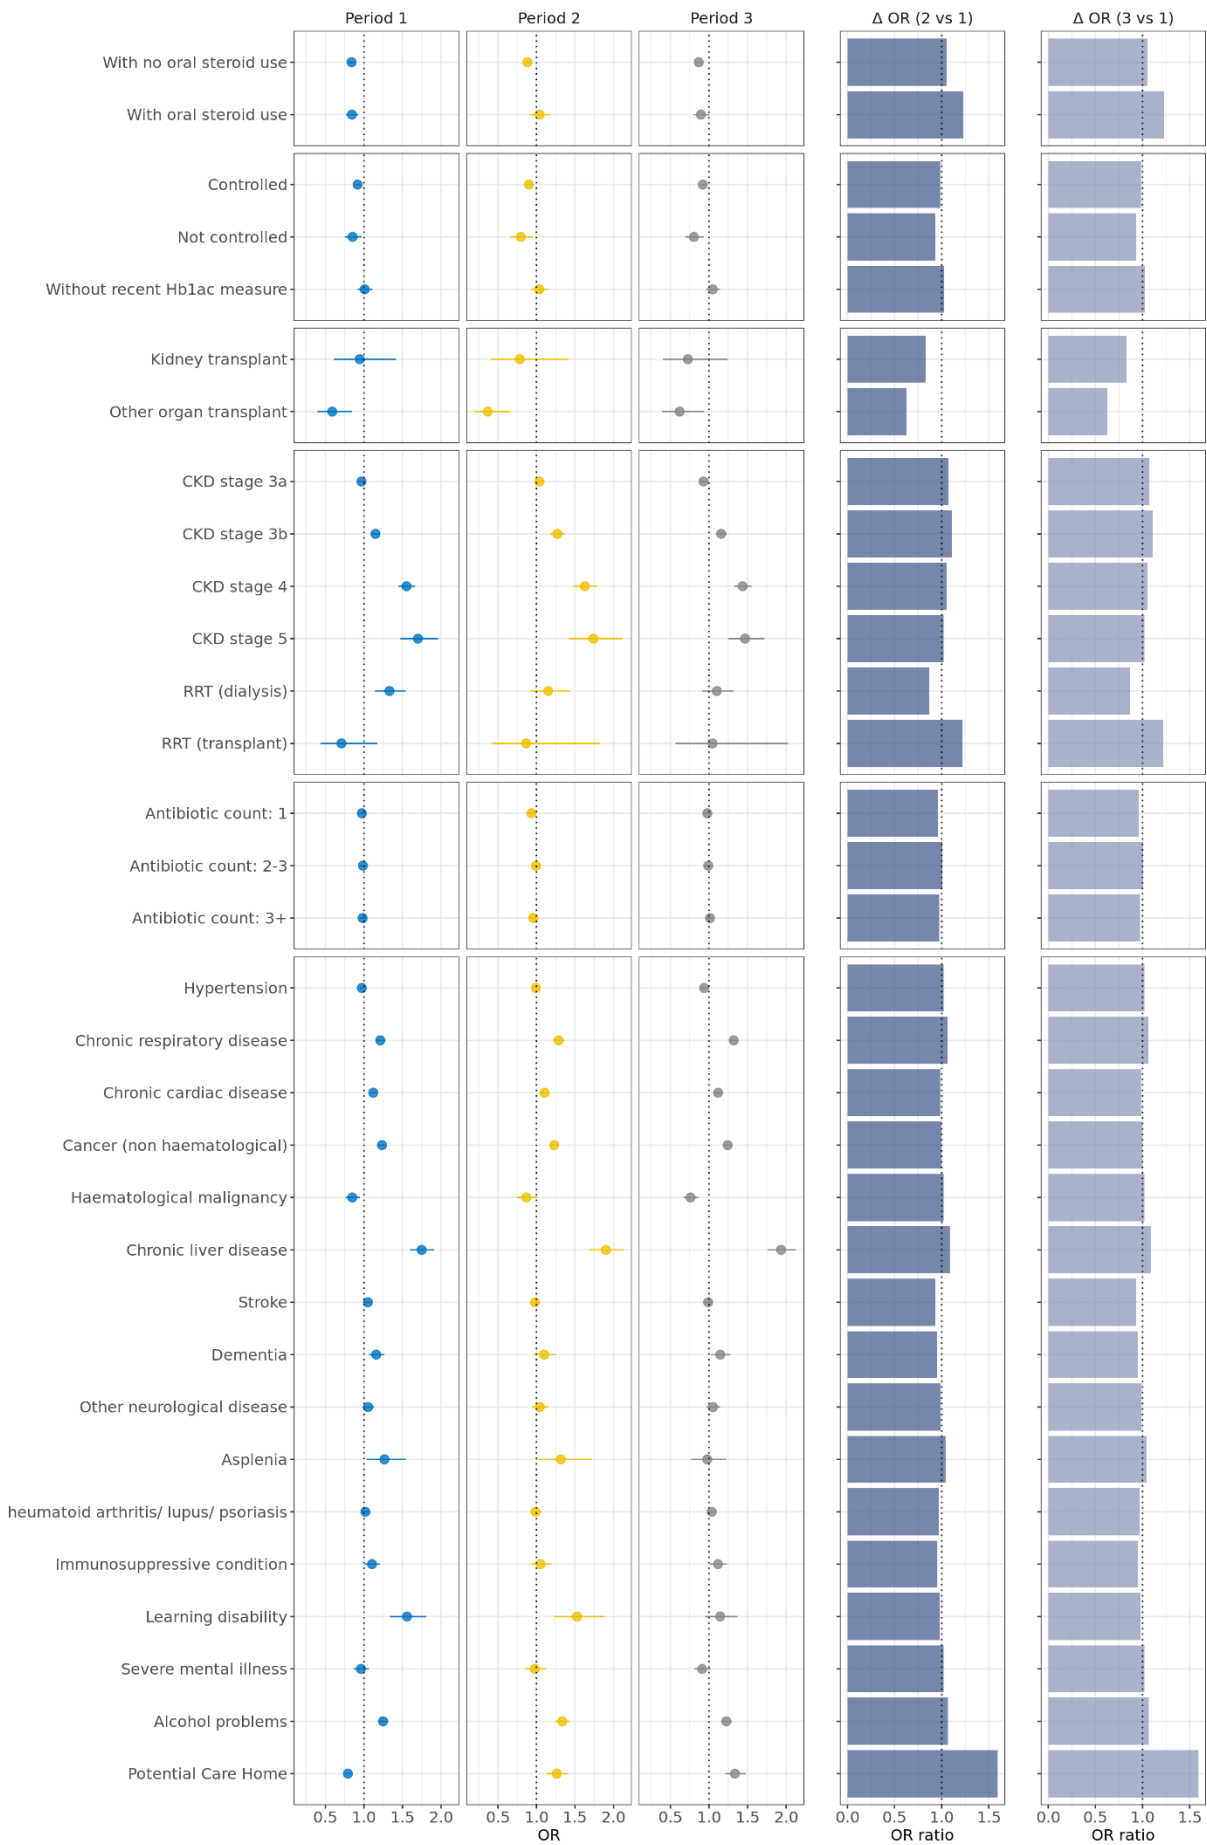 Period 1 Period 2 Period 3 Δ OR (2 vs 1) Δ OR (3 vs 1)
With no oral steroid use
With oral steroid use
Controlled
Not controlled
Without recent Hb1ac measure
Kidney transplant
Other organ transplant
CKD stage 3a
CKD stage 3b
CKD stage 4
CKD stage 5
RRT (dialysis)
RRT (transplant)
Antibiotic count: 1
Antibiotic count: 2-3
Antibiotic count: 3+
Hypertension
Chronic respiratory disease
Chronic cardiac disease
Cancer (non haematological)
Haematological malignancy
Chronic liver disease
Stroke
Dementia
Other neurological disease
Asplenia
heumatoid arthritis/ lupus/ psoriasis
Immunosuppressive condition
Learning disability
Severe mental illness
Alcohol problems
Potential Care Home
0.5 1.0 1.5 2.0 0.5 1.0 1.5 2.0 0.5 1.0 1.5 2.0 0.0 0.5 1.0 1.5 0.0 0.5 1.0 1.5
OR OR ratio OR ratio